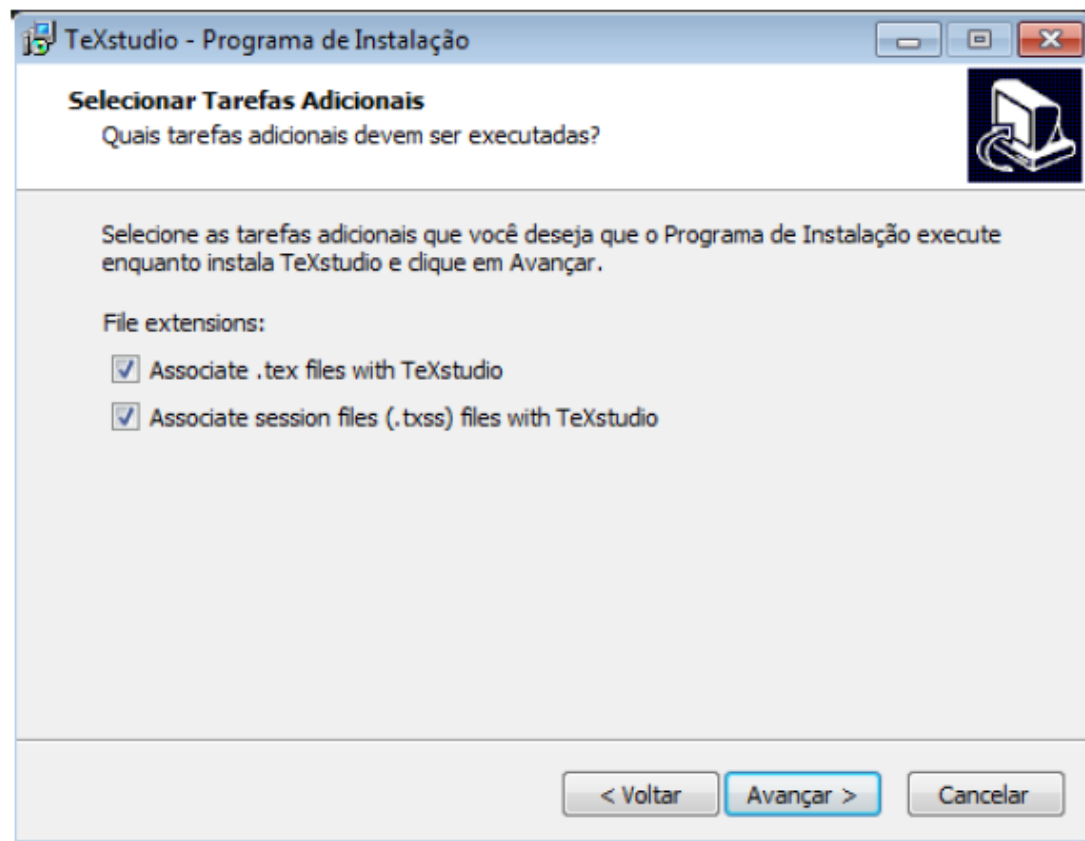 TeXstudio - Programa de Instalação
Selecionar Tarefas Adicionais
Quais tarefas adicionais devem ser executadas?
Selecione as tarefas adicionais que você deseja que o Programa de Instalação execute
enquanto instala TeXstudio e clique em Avançar.
File extensions:
Associate .tex files with TeXstudio
Associate session files (.txss) files with TeXstudio
< Voltar
Avançar >
Cancelar